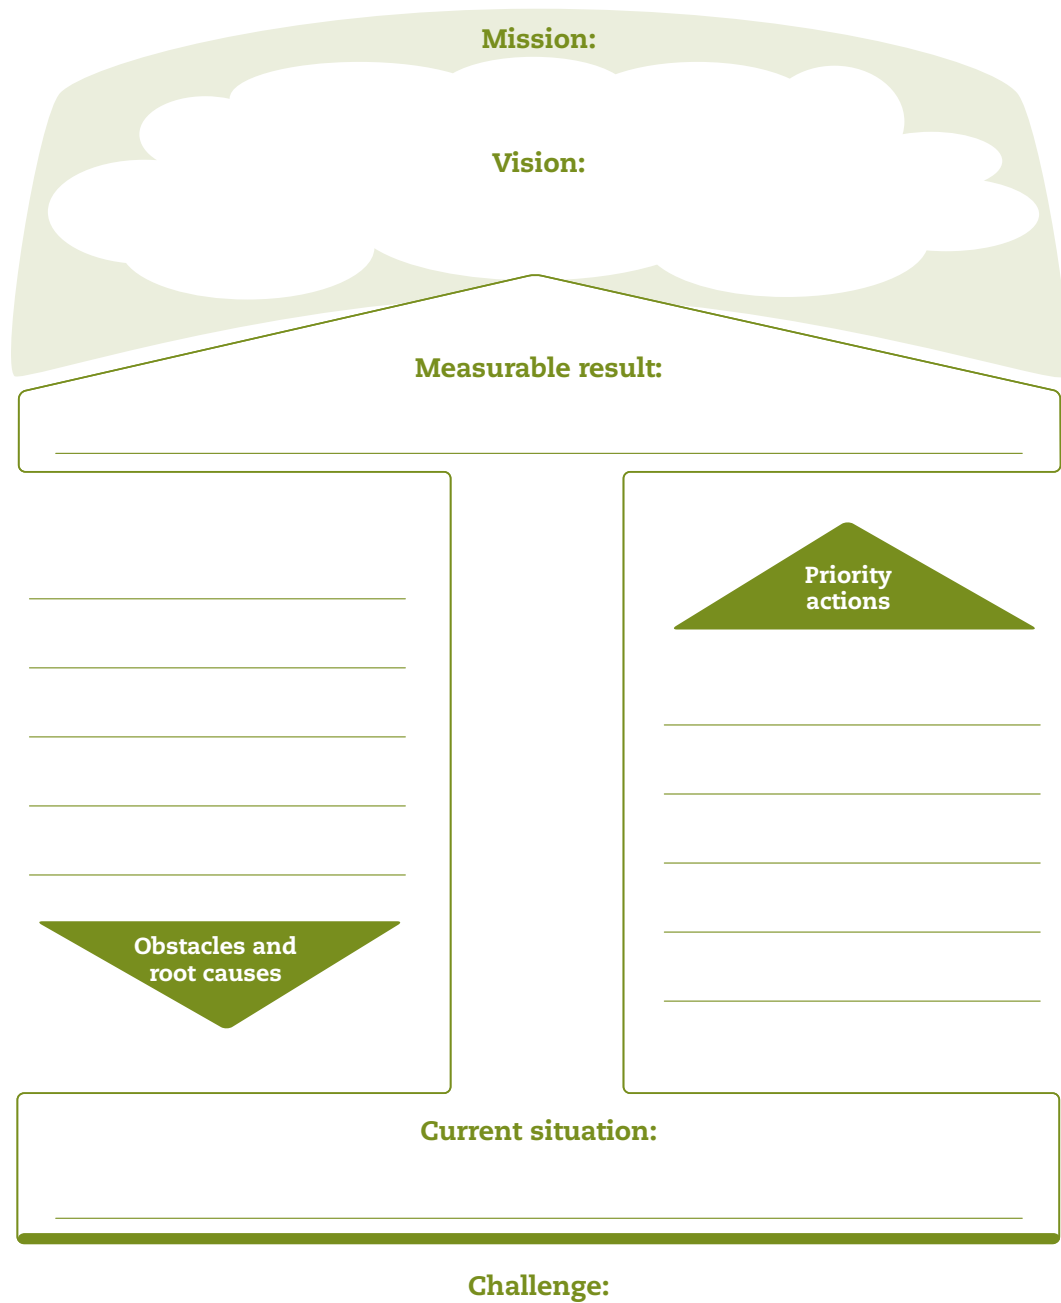 Mission:
Vision:
Measurable result:
Priority
actions
Obstacles and
root causes
Current situation:
Challenge: